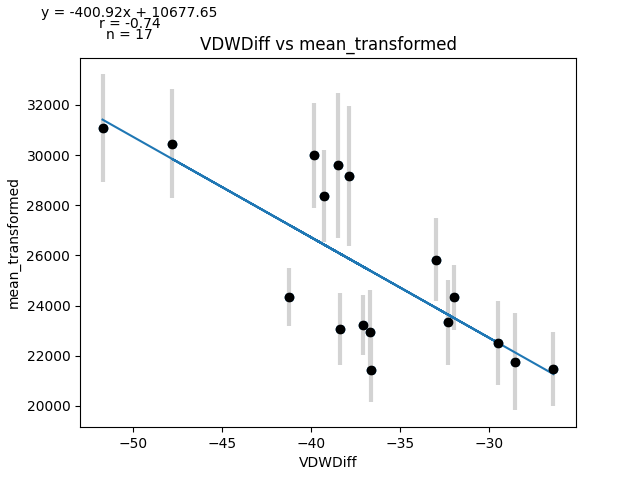 y = -400.92x + 10677.65
r = -0.74
n = 17
VDWDiff vs mean_transformed
mean_transformed
32000
30000
28000
26000
24000
22000
20000
−50
−45
−40
−35
−30
VDWDiff